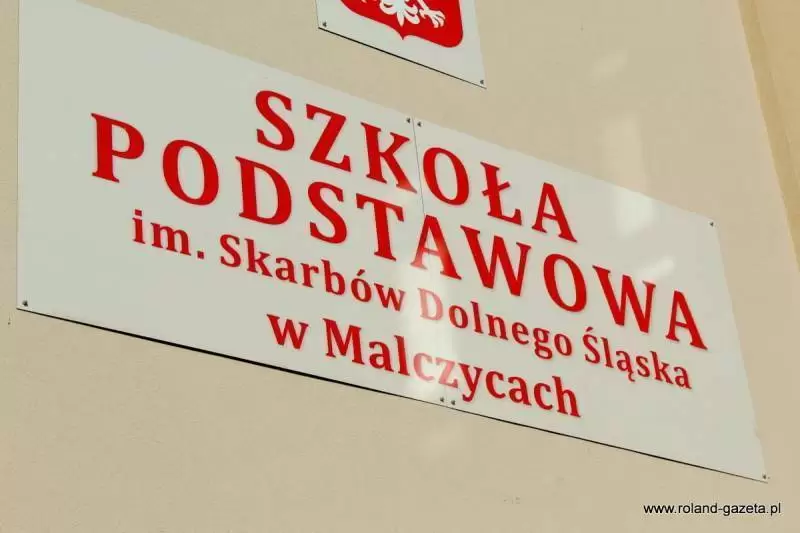 SZKOŁA
PODSTAWOWA
im. Skarbów Dolnego Śląska
w Malczycach
www.roland-gazeta.pl